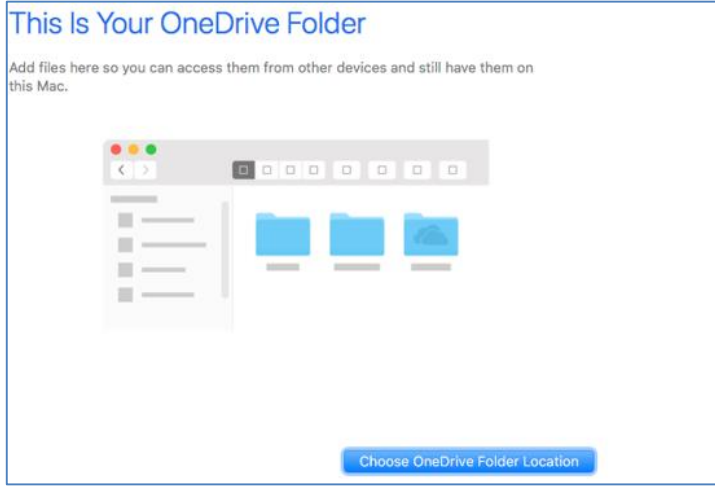 This Is Your OneDrive Folder
Add files here so you can access them from other devices and still have them on
this Mac.
Choose OneDrive Folder Location